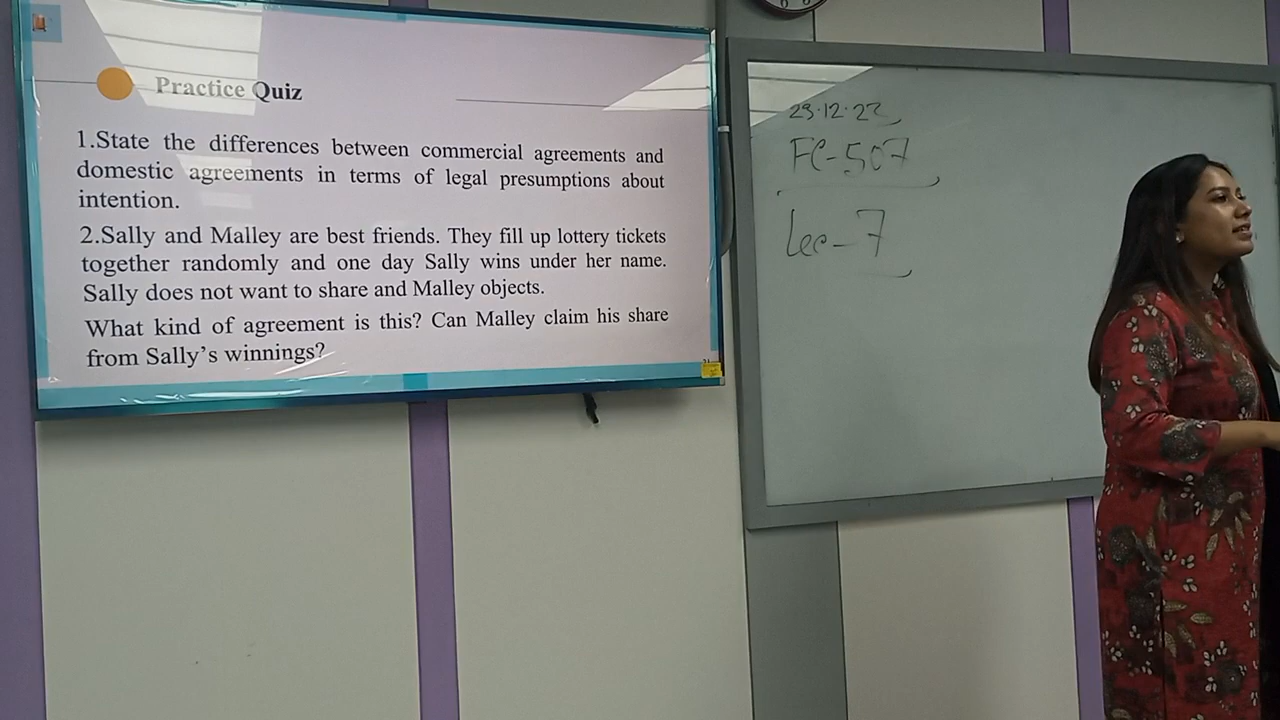 Practice Quiz
1.State the differences between commercial agreements and
domestic agreements in terms of legal presumptions about
intention.
2.Sally and Malley are best friends. They fill up lottery tickets
together randomly and one day Sally wins under her name.
Sally does not want to share and Malley objects.
What kind of agreement is this? Can Malley claim his share
from Sally's winnings?
23.12.22
FC-507
Lec-7